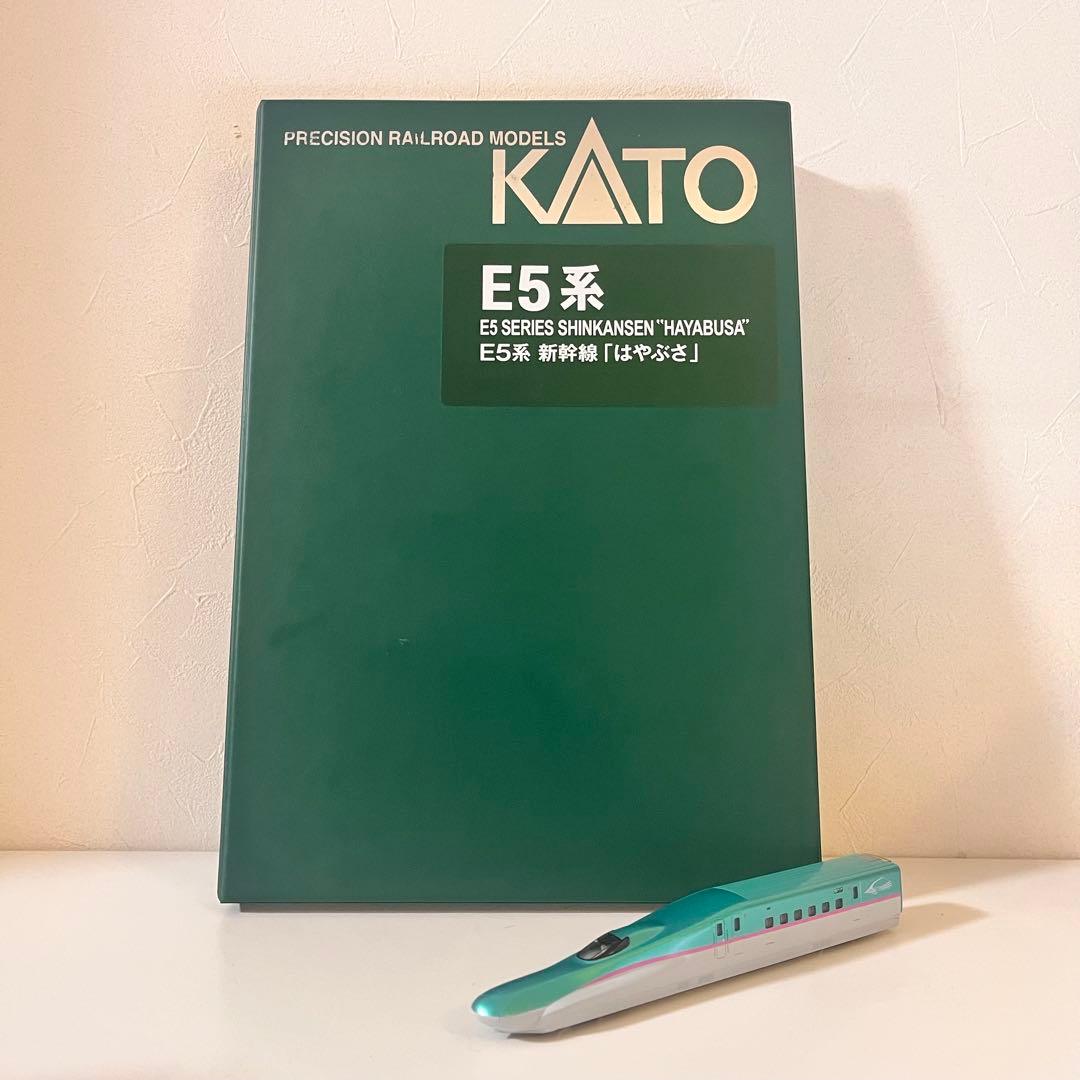 PRECISION RAILROAD MODELS
KATO
E5系
E5 SERIES SHINKANSEN "HAYABUSA"
E5系 新幹線「はやぶさ」